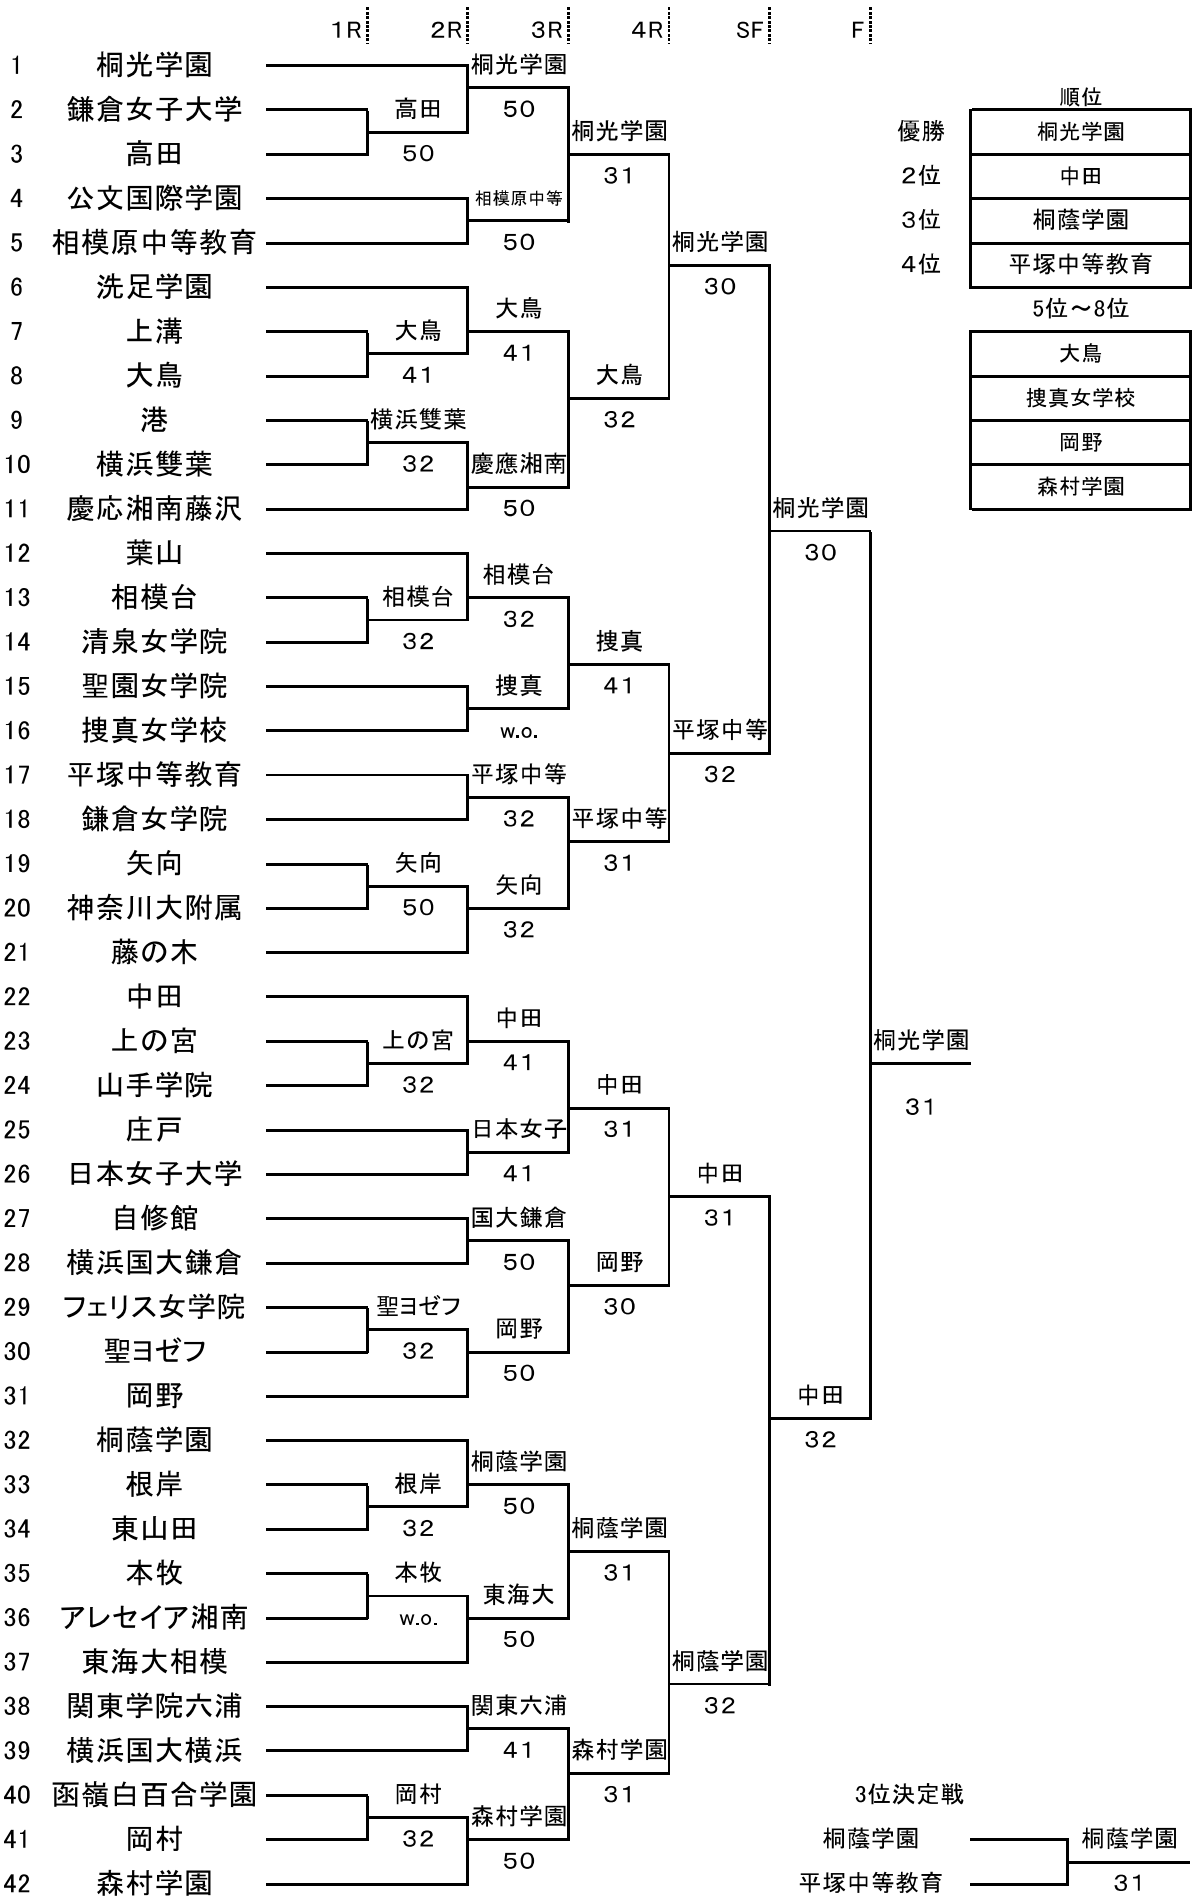 1R 2R 3R 4R SF F
1 桐光学園 桐光学園
順位
2 鎌倉女子大学 高田 50
優勝 桐光学園
桐光学園
3 高田 50
31 2位 中田
4 公文国際学園 相模原中等
3位 桐蔭学園
5 相模原中等教育 50 桐光学園
4位 平塚中等教育
6 洗足学園 30
大鳥 5位～8位
7 上溝 大鳥
41 大鳥
8 大鳥 41 大鳥
捜真女学校
9 港 横浜雙葉 32
岡野
10 横浜雙葉 32 慶應湘南
森村学園
11 慶応湘南藤沢 50 桐光学園
12 葉山 30
相模台
13 相模台 相模台
32
14 清泉女学院 32 捜真
15 聖園女学院 捜真 41
16 捜真女学校 w.o. 平塚中等
17 平塚中等教育 平塚中等 32
18 鎌倉女学院 32 平塚中等
19 矢向 矢向 31
矢向
20 神奈川大附属 50
32
21 藤の木
22 中田
中田
23 上の宮 上の宮 桐光学園
41
24 山手学院 32 中田
31
25 庄戸 日本女子 31
26 日本女子大学 41 中田
27 自修館 国大鎌倉 31
28 横浜国大鎌倉 50 岡野
29 フェリス女学院 聖ヨゼフ 30
岡野
30 聖ヨゼフ 32
50
31 岡野 中田
32 桐蔭学園 32
桐蔭学園
33 根岸 根岸
50
34 東山田 32 桐蔭学園
35 本牧 本牧 31
東海大
36 アレセイア湘南 w.o.
50
37 東海大相模 桐蔭学園
38 関東学院六浦 関東六浦 32
39 横浜国大横浜 41 森村学園
40 函嶺白百合学園 岡村 31 3位決定戦
森村学園
41 岡村 32 桐蔭学園 桐蔭学園
50
42 森村学園 平塚中等教育 31